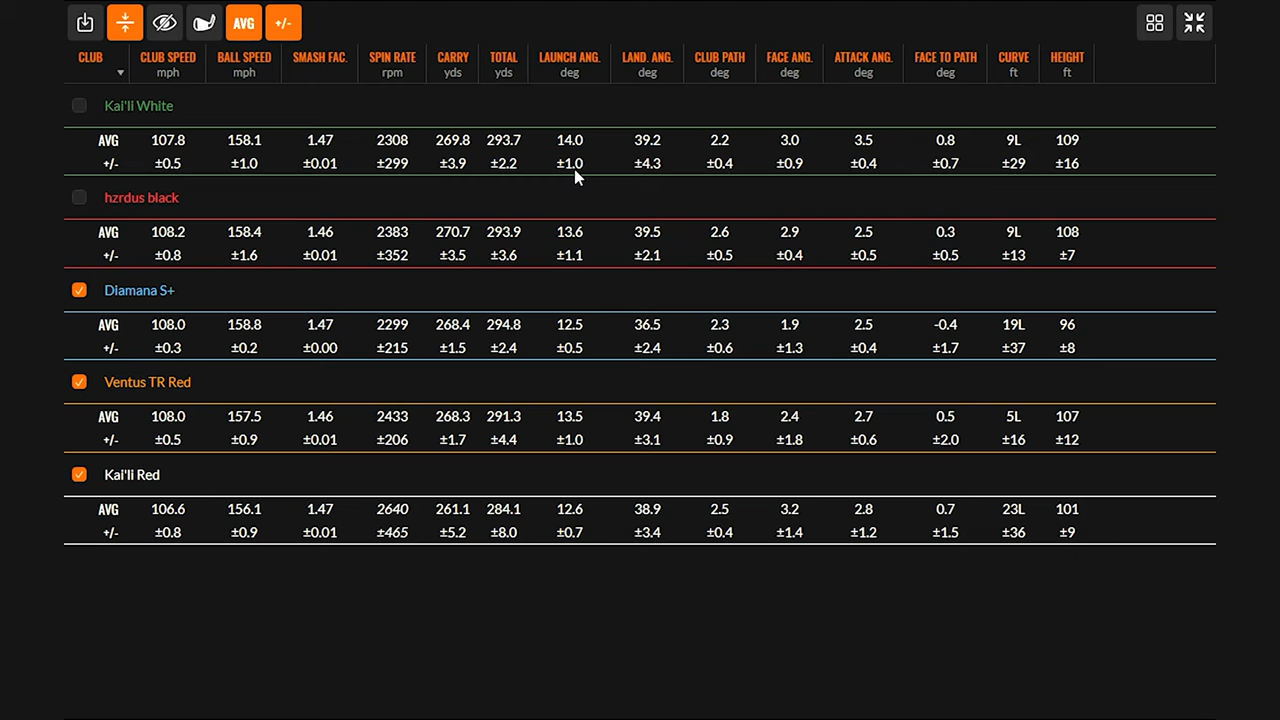 AVG +/-
CLUB CLUB SPEED BALL SPEED SMASH FAC. SPIN RATE CARRY TOTAL LAUNCH ANG. LAND. ANG. CLUB PATH FACE ANG. ATTACK ANG. FACE TO PATH CURVE HEIGHT
mph mph rpm yds yds deg deg deg deg deg deg ft ft
Kai'li White
AVG 107.8 158.1 1.47 2308 269.8 293.7 14.0 39.2 2.2 3.0 3.5 0.8 9L 109
+/- ±0.5 ±1.0 ±0.01 ±299 ±3.9 ±2.2 ±1.0 ±4.3 ±0.4 ±0.9 ±0.4 ±0.7 ±29 ±16
hzrdus black
AVG 108.2 158.4 1.46 2383 270.7 293.9 13.6 39.5 2.6 2.9 2.5 0.3 9L 108
+/- ±0.8 ±1.6 ±0.01 ±352 ±3.5 ±3.6 ±1.1 ±2.1 ±0.5 ±0.4 ±0.5 ±0.5 ±13 ±7
Diamana S+
AVG 108.0 158.8 1.47 2299 268.4 294.8 12.5 36.5 2.3 1.9 2.5 -0.4 19L 96
+/- ±0.3 ±0.2 ±0.00 ±215 ±1.5 ±2.4 ±0.5 ±2.4 ±0.6 ±1.3 ±0.4 ±1.7 ±37 ±8
Ventus TR Red
AVG 108.0 157.5 1.46 2433 268.3 291.3 13.5 39.4 1.8 2.4 2.7 0.5 5L 107
+/- ±0.5 ±0.9 ±0.01 ±206 ±1.7 ±4.4 ±1.0 ±3.1 ±0.9 ±1.8 ±0.6 ±2.0 ±16 ±12
Kai'li Red
AVG 106.6 156.1 1.47 2640 261.1 284.1 12.6 38.9 2.5 3.2 2.8 0.7 23L 101
+/- ±0.8 ±0.9 ±0.01 ±465 ±5.2 ±8.0 ±0.7 ±3.4 ±0.4 ±1.4 ±1.2 ±1.5 ±36 ±9